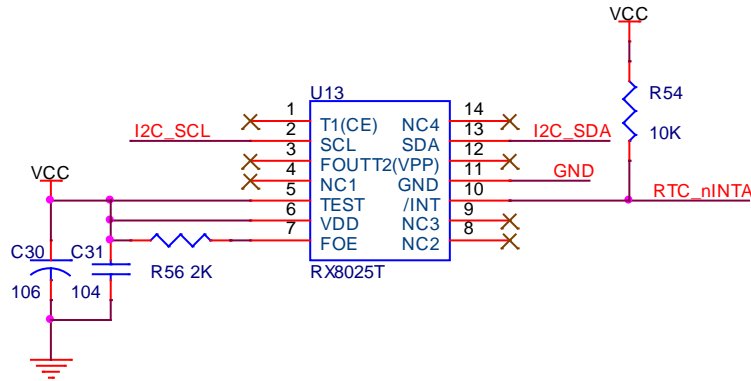 VCC
U13
R54
10K
1
T1(CE)
NC4
14
I2C_SCL
2
SCL
SDA
13
I2C_SDA
3
FOUTT2(VPP)
12
4
NC1
GND
11
GND
VCC
5
TEST
/INT
10
RTC_nINTA
6
VDD
NC3
9
7
FOE
NC2
8
C30
C31
R56 2K
RX8025T
106
104